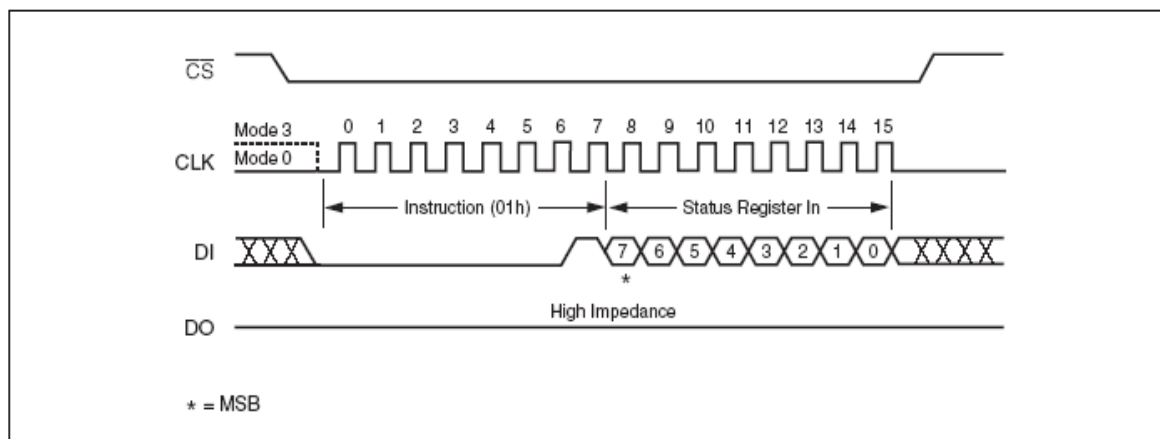 CS
Mode 3
0 1 2 3 4 5 6 7 8 9 10 11 12 13 14 15
CLK
Mode 0
Instruction (01h)
Status Register In
DI
7 6 5 4 3 2 1 0
*
High Impedance
DO
* = MSB